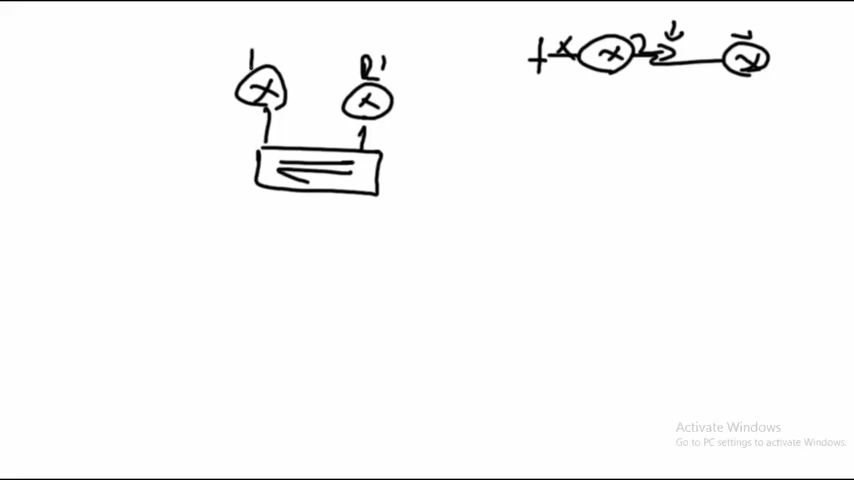 x x
R'
x x
Activate Windows
Go to PC settings to activate Windows.